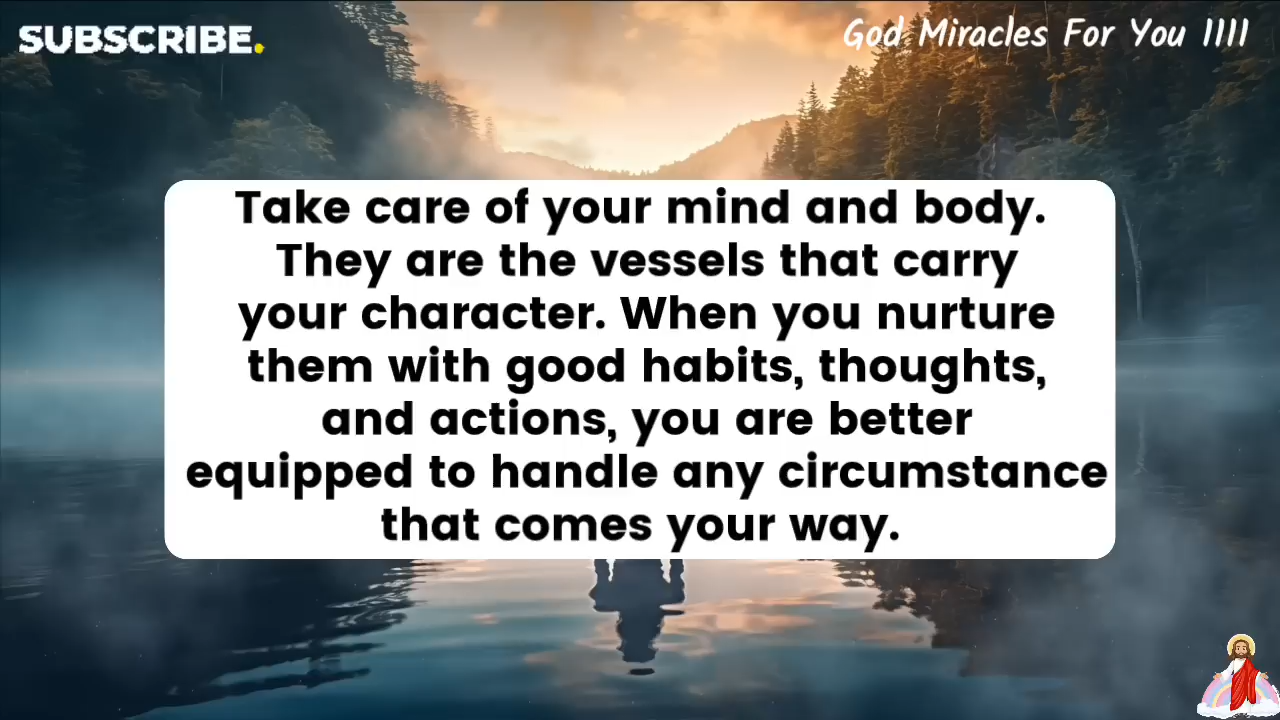 SUBSCRIBE.
God Miracles For You 1111
Take care of your mind and body.
They are the vessels that carry
your character. When you nurture
them with good habits, thoughts,
and actions, you are better
equipped to handle any circumstance
that comes your way.